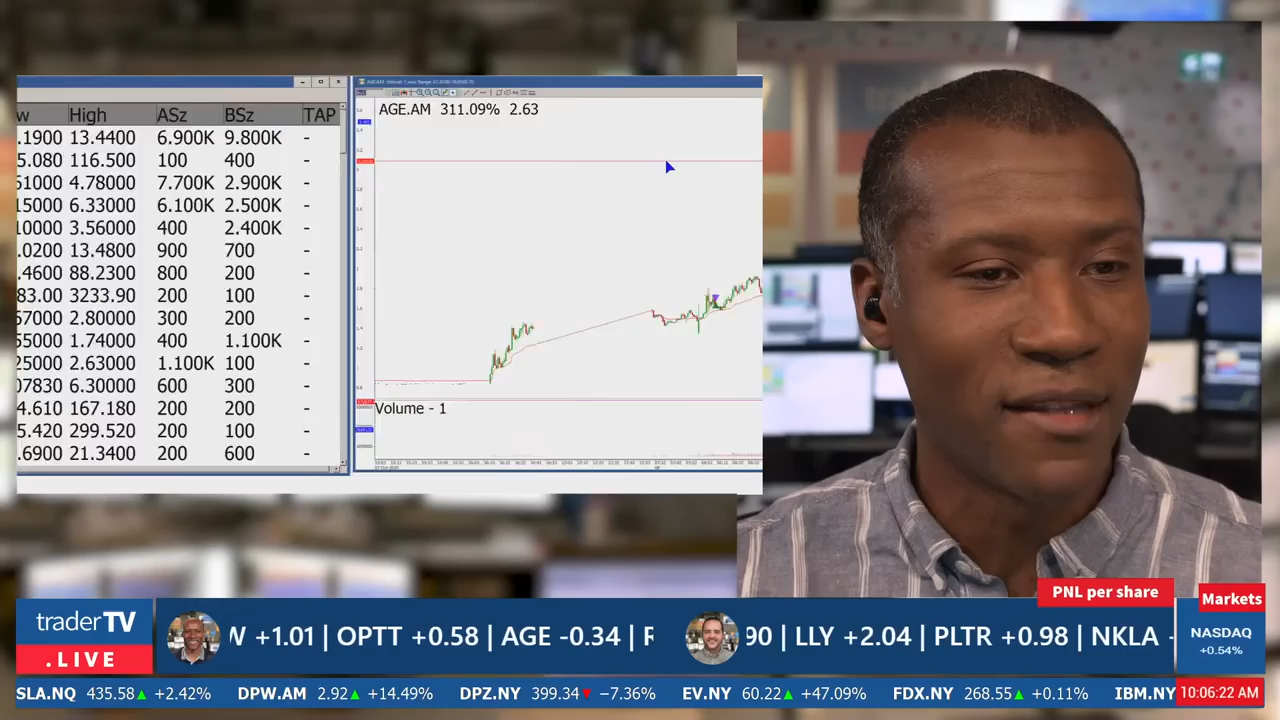 w High ASz BSz TAP
.1900 13.4400 6.900K 9.800K -
5.080 116.500 100 400 -
51000 4.78000 7.700K 2.900K -
15000 6.33000 6.100K 2.500K -
10000 3.56000 400 2.400K -
.0200 13.4800 900 700 -
.4600 88.2300 800 200 -
83.00 3233.90 200 100 -
57000 2.80000 300 200 -
55000 1.74000 400 1.100K -
25000 2.63000 1.100K 100 -
07830 6.30000 600 300 -
4.610 167.180 200 200 -
5.420 299.520 200 100 -
.6900 21.3400 200 600 -
AGE.AM 311.09% 2.63
Volume - 1
PNL per share
Markets
traderTV
.LIVE
W +1.01 | OPTT +0.58 | AGE -0.34 | R
90 | LLY +2.04 | PLTR +0.98 | NKLA -
NASDAQ
+0.54%
SLA.NQ 435.58 +2.42% DPW.AM 2.92 +14.49% DPZ.NY 399.34 -7.36% EV.NY 60.22 +47.09% FDX.NY 268.55 +0.11% IBM.NY
10:06:22 AM